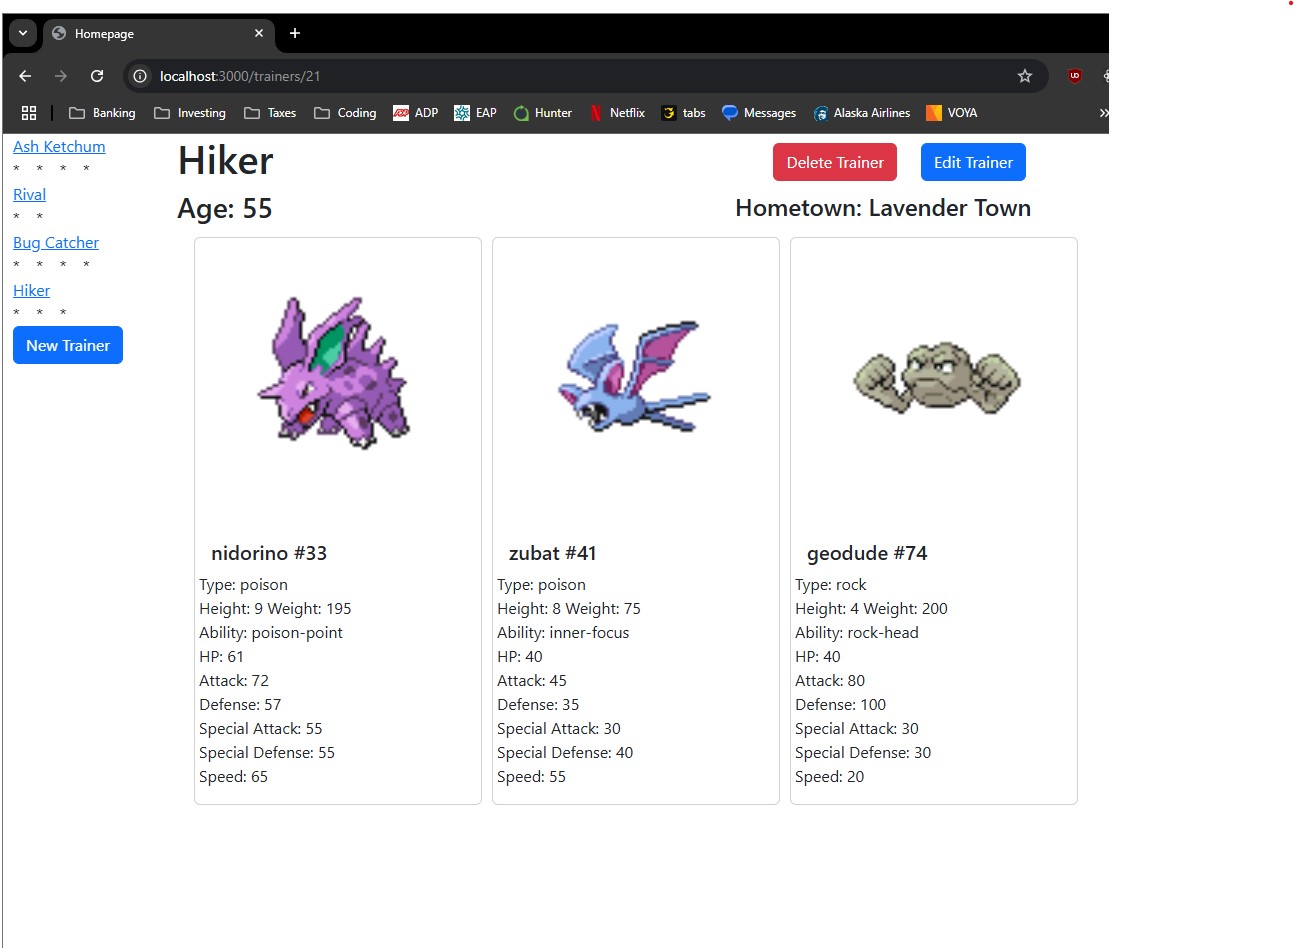 Homepage
localhost:3000/trainers/21
Banking Investing Taxes Coding ADP EAP Hunter Netflix tabs Messages Alaska Airlines VOYA
Ash Ketchum
* * * *
Rival
* *
Bug Catcher
* * * *
Hiker
* * *
New Trainer
Hiker
Delete Trainer Edit Trainer
Age: 55 Hometown: Lavender Town
nidorino #33
Type: poison
Height: 9 Weight: 195
Ability: poison-point
HP: 61
Attack: 72
Defense: 57
Special Attack: 55
Special Defense: 55
Speed: 65
zubat #41
Type: poison
Height: 8 Weight: 75
Ability: inner-focus
HP: 40
Attack: 45
Defense: 35
Special Attack: 30
Special Defense: 40
Speed: 55
geodude #74
Type: rock
Height: 4 Weight: 200
Ability: rock-head
HP: 40
Attack: 80
Defense: 100
Special Attack: 30
Special Defense: 30
Speed: 20